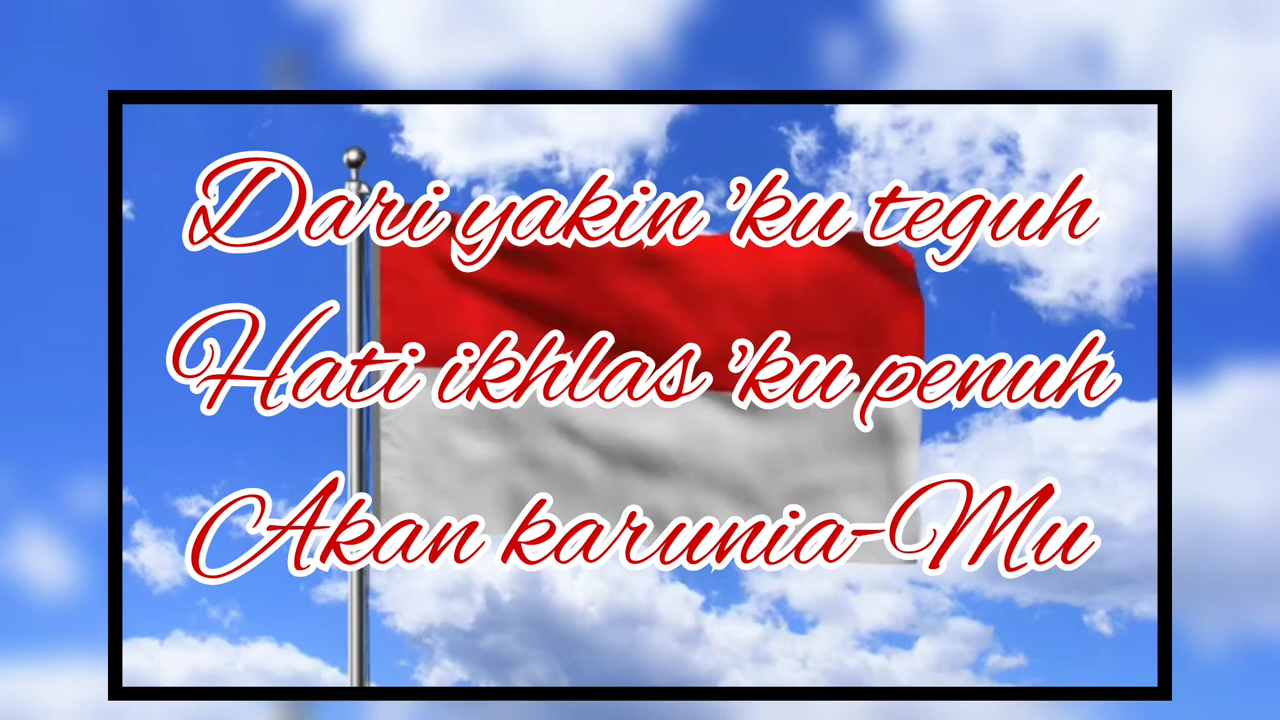 Dari yakin 'ku teguh
Hati ikhlas 'ku penuh
Akan karunia-Mu